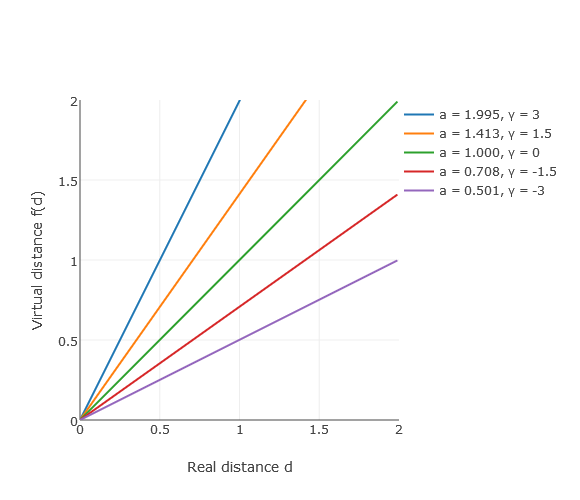 2
1.5
1
0.5
0
0
0.5
1
1.5
2
Virtual distance f(d)
Real distance d
a = 1.995, γ = 3
a = 1.413, γ = 1.5
a = 1.000, γ = 0
a = 0.708, γ = -1.5
a = 0.501, γ = -3